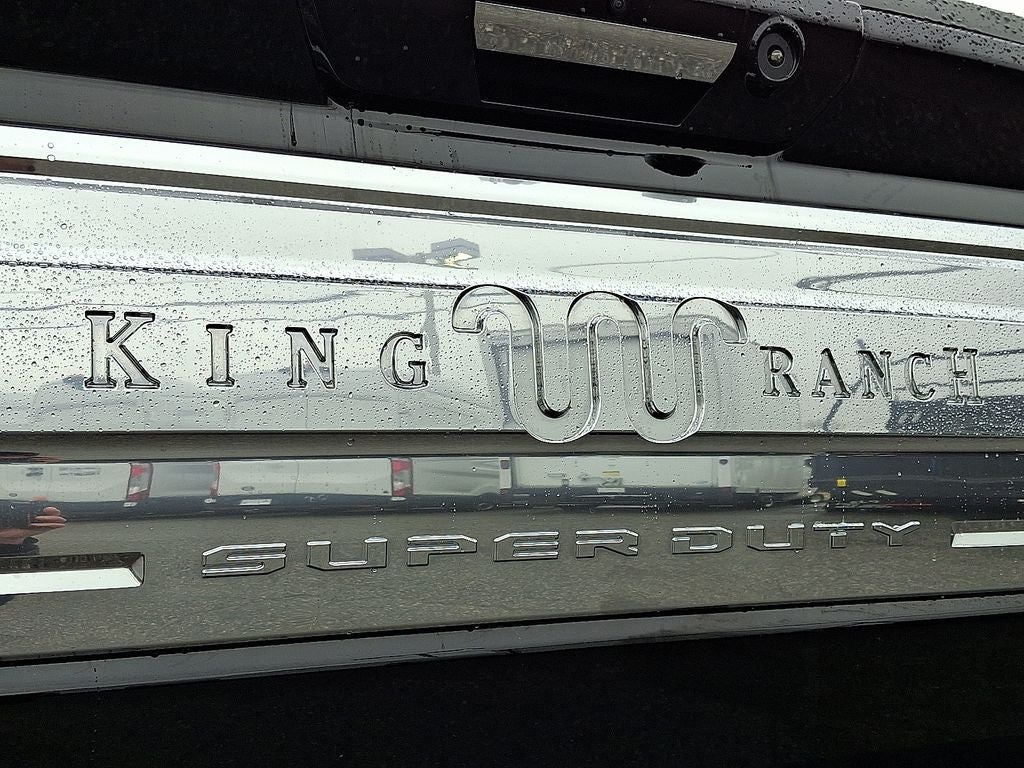 KING RANCH
SUPER DUTY